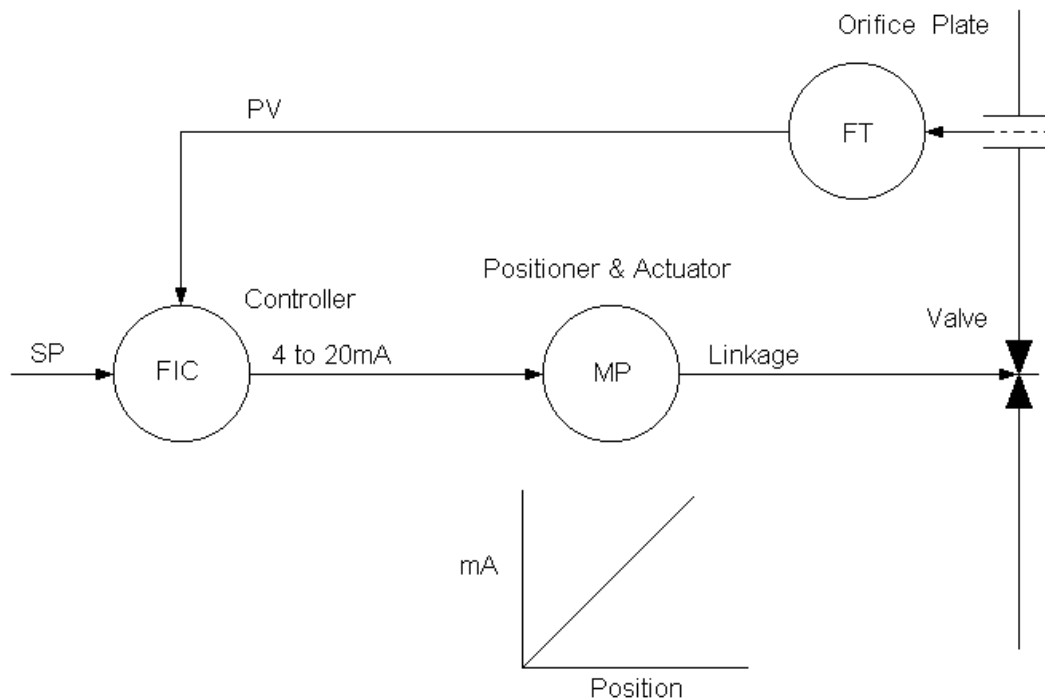 Orifice Plate
PV
FT
Positioner & Actuator
Controller
Valve
SP
FIC
4 to 20mA
MP
Linkage
mA
Position